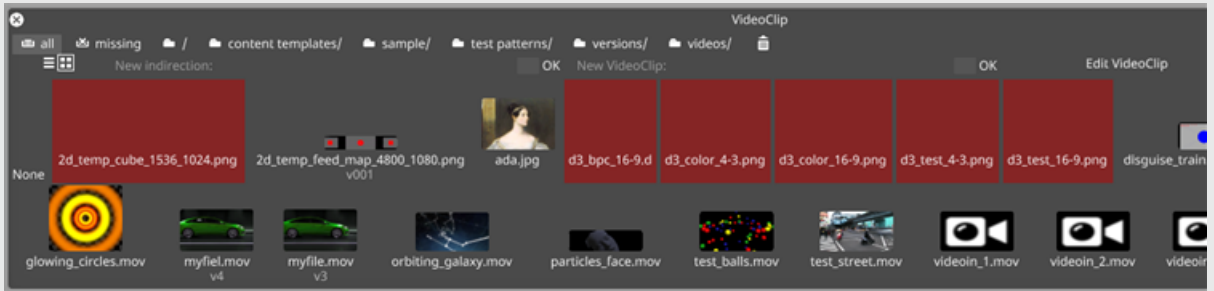 VideoClip
all missing / content templates/ sample/ test patterns/ versions/ videos/
New indirection: OK New VideoClip: OK Edit VideoClip
None 2d_temp_cube_1536_1024.png 2d_temp_feed_map_4800_1080.png ada.jpg d3_bpc_16-9.d d3_color_4-3.png d3_color_16-9.png d3_test_4-3.png d3_test_16-9.png disguise_train
v001
glowing_circles.mov myfiel.mov myfile.mov orbiting_galaxy.mov particles_face.mov test_balls.mov test_street.mov videoin_1.mov videoin_2.mov videoin
v4 v3